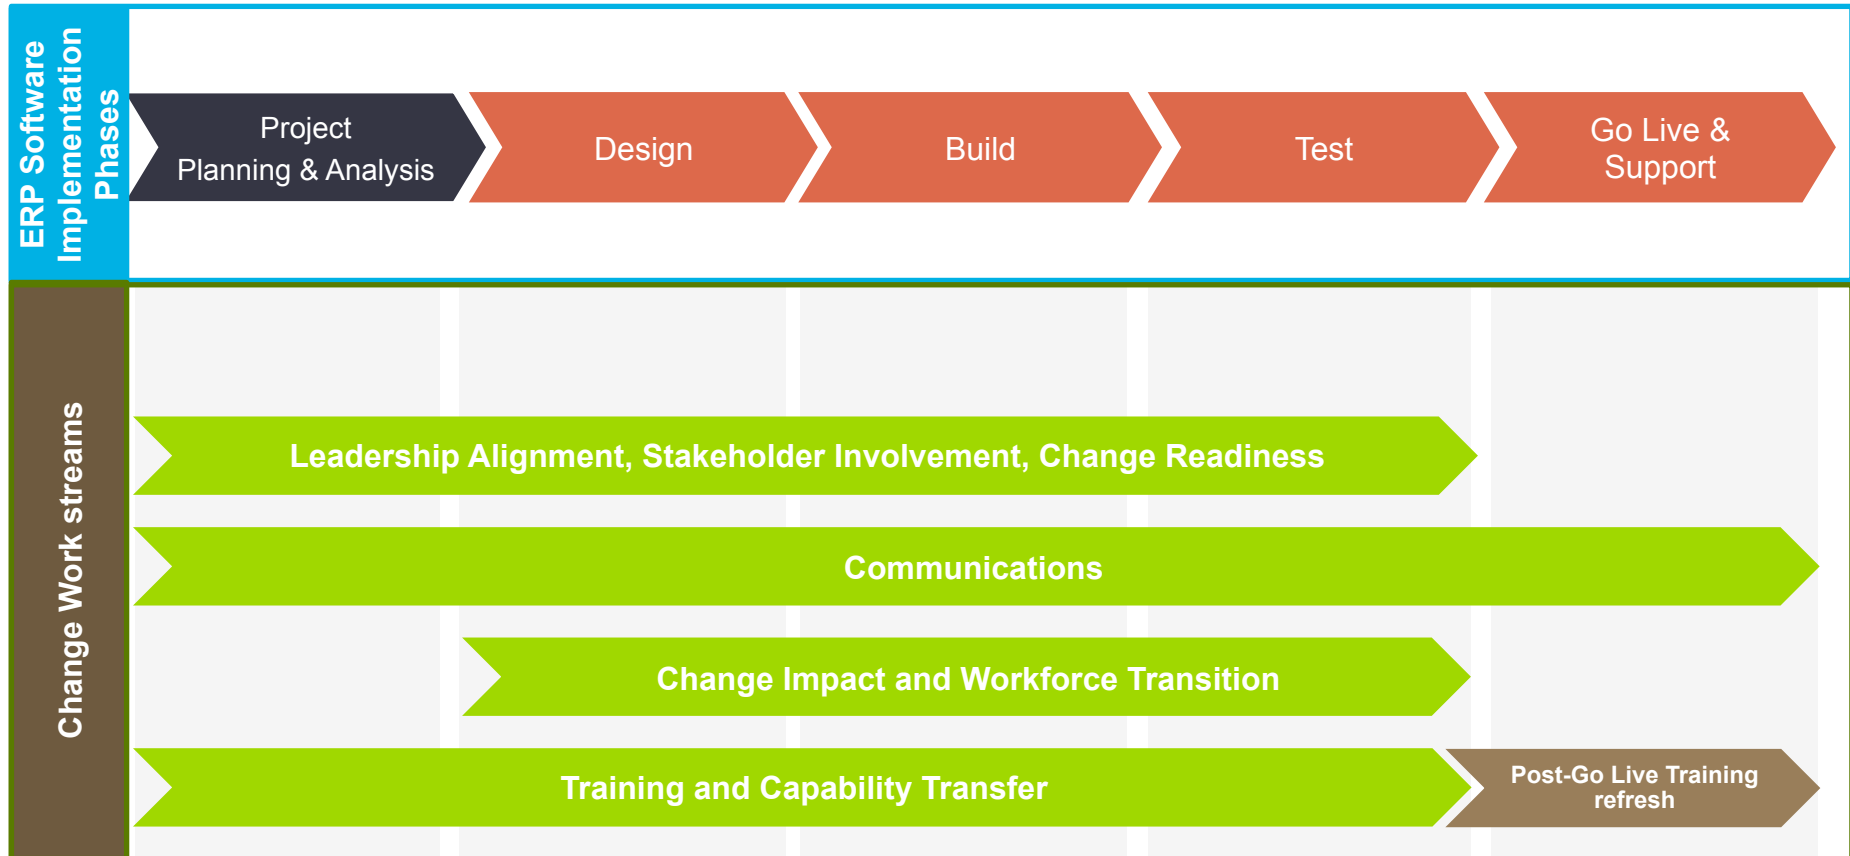 ERP Software
Implementation
Phases
Project
Planning & Analysis
Design
Build
Test
Go Live &
Support
Change Work streams
Leadership Alignment, Stakeholder Involvement, Change Readiness
Communications
Change Impact and Workforce Transition
Training and Capability Transfer
Post-Go Live Training
refresh